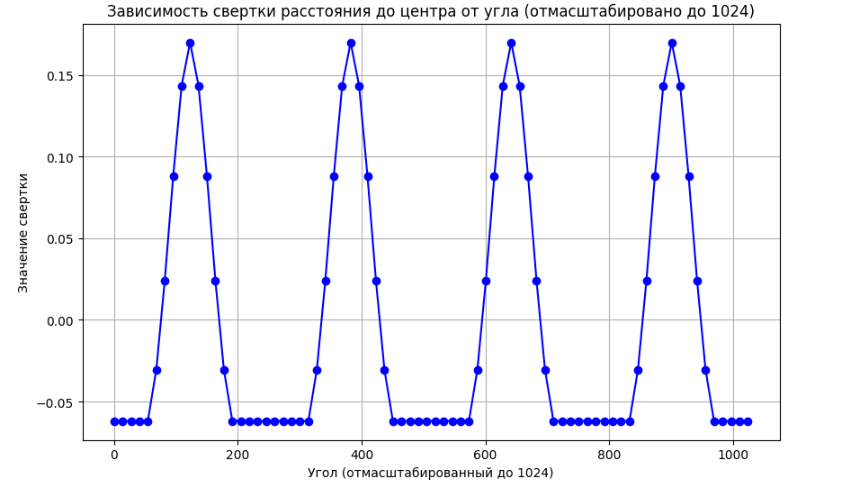 Зависимость свертки расстояния до центра от угла (отмасштабировано до 1024)
Значение свертки
0.15
0.10
0.05
0.00
−0.05
0 200 400 600 800 1000
Угол (отмасштабированный до 1024)